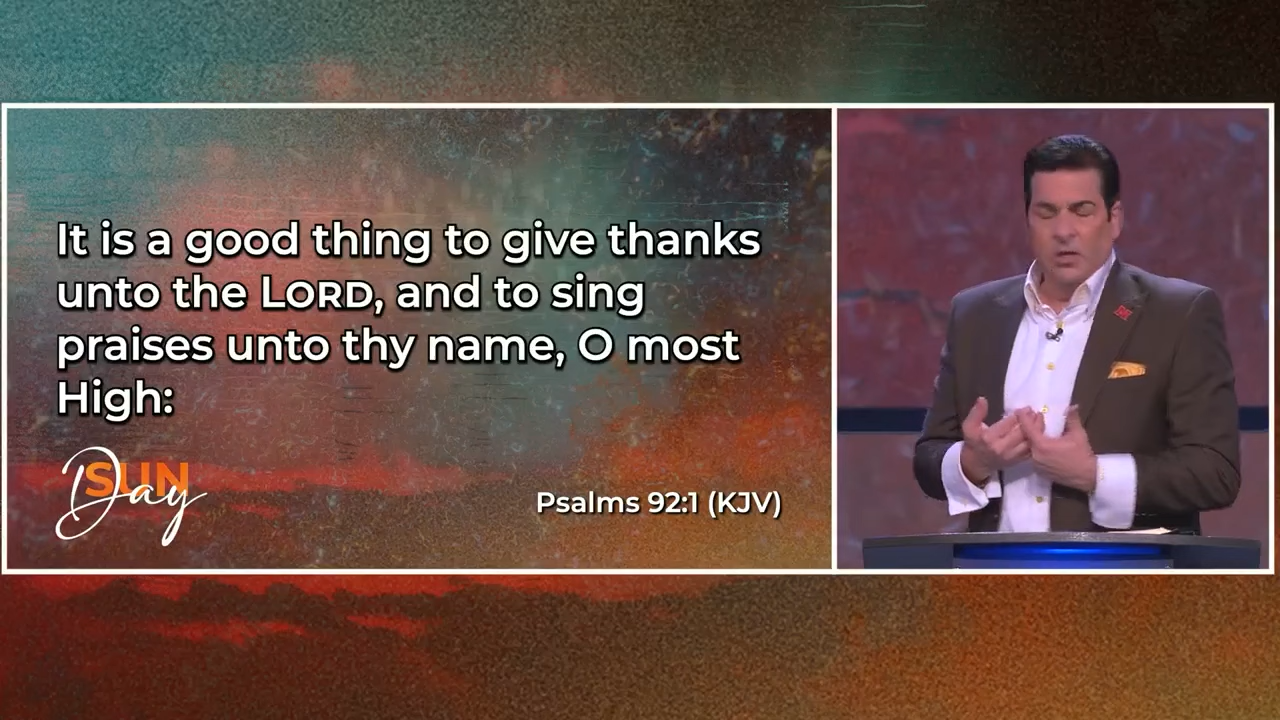 It is a good thing to give thanks
unto the LORD, and to sing
praises unto thy name, O most
High:
SUN
Day
Psalms 92:1 (KJV)